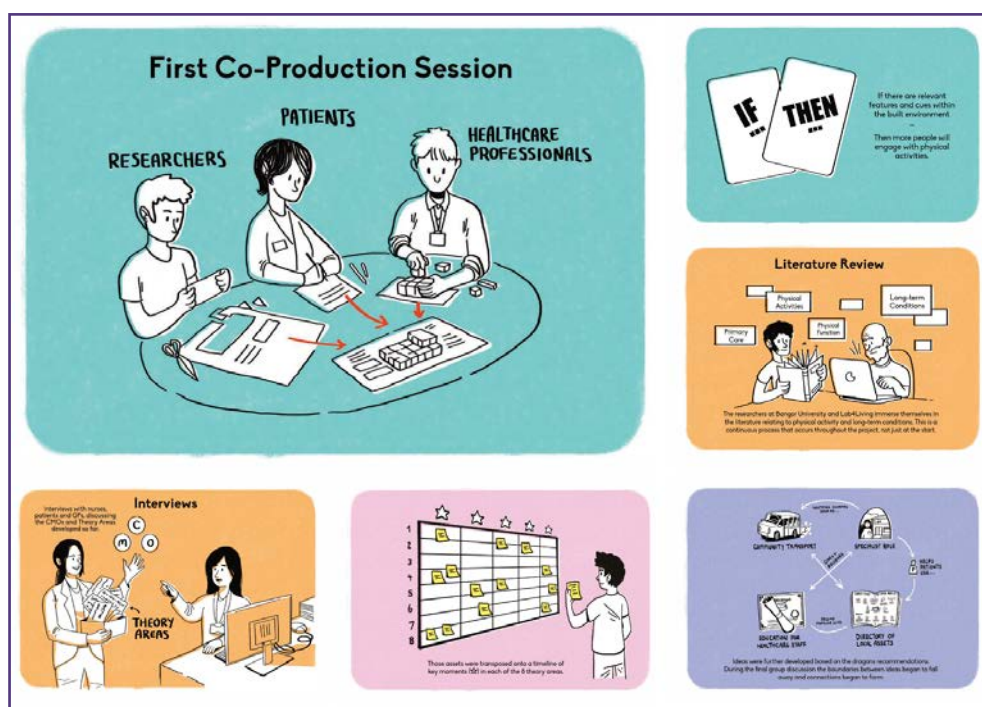 First Co-Production Session
PATIENTS
RESEARCHERS
HEALTHCARE
PROFESSIONALS
IF
...
THEN
...
If there are relevant
features and cues within
the built environment
–
Then more people will
engage with physical
activities.
Literature Review
Physical
Activities
Long-term
Conditions
Primary
Care
Physical
Function
The researchers at Bangor University and Lab4Living immerse themselves in
the literature relating to physical activity and long-term conditions. This is a
continuous process that occurs throughout the project, not just at the start.
Interviews
Interviews with nurses,
patients and GPs, discussing
the CMOs and Theory Areas
developed so far.
C
M O
THEORY
AREAS
1
2
3
4
5
6
7
8
Those assets were transposed onto a timeline of
key moments (☆) in each of the 6 theory areas.
COMMUNITY TRANSPORT
SPECIALIST ROLE
HELPS
PATIENTS
USE...
EDUCATION FOR
HEALTHCARE STAFF
DIRECTORY OF
LOCAL ASSETS
Ideas were further developed based on the dragons recommendations.
During the final group discussion the boundaries between ideas began to fall
away and connections began to form.